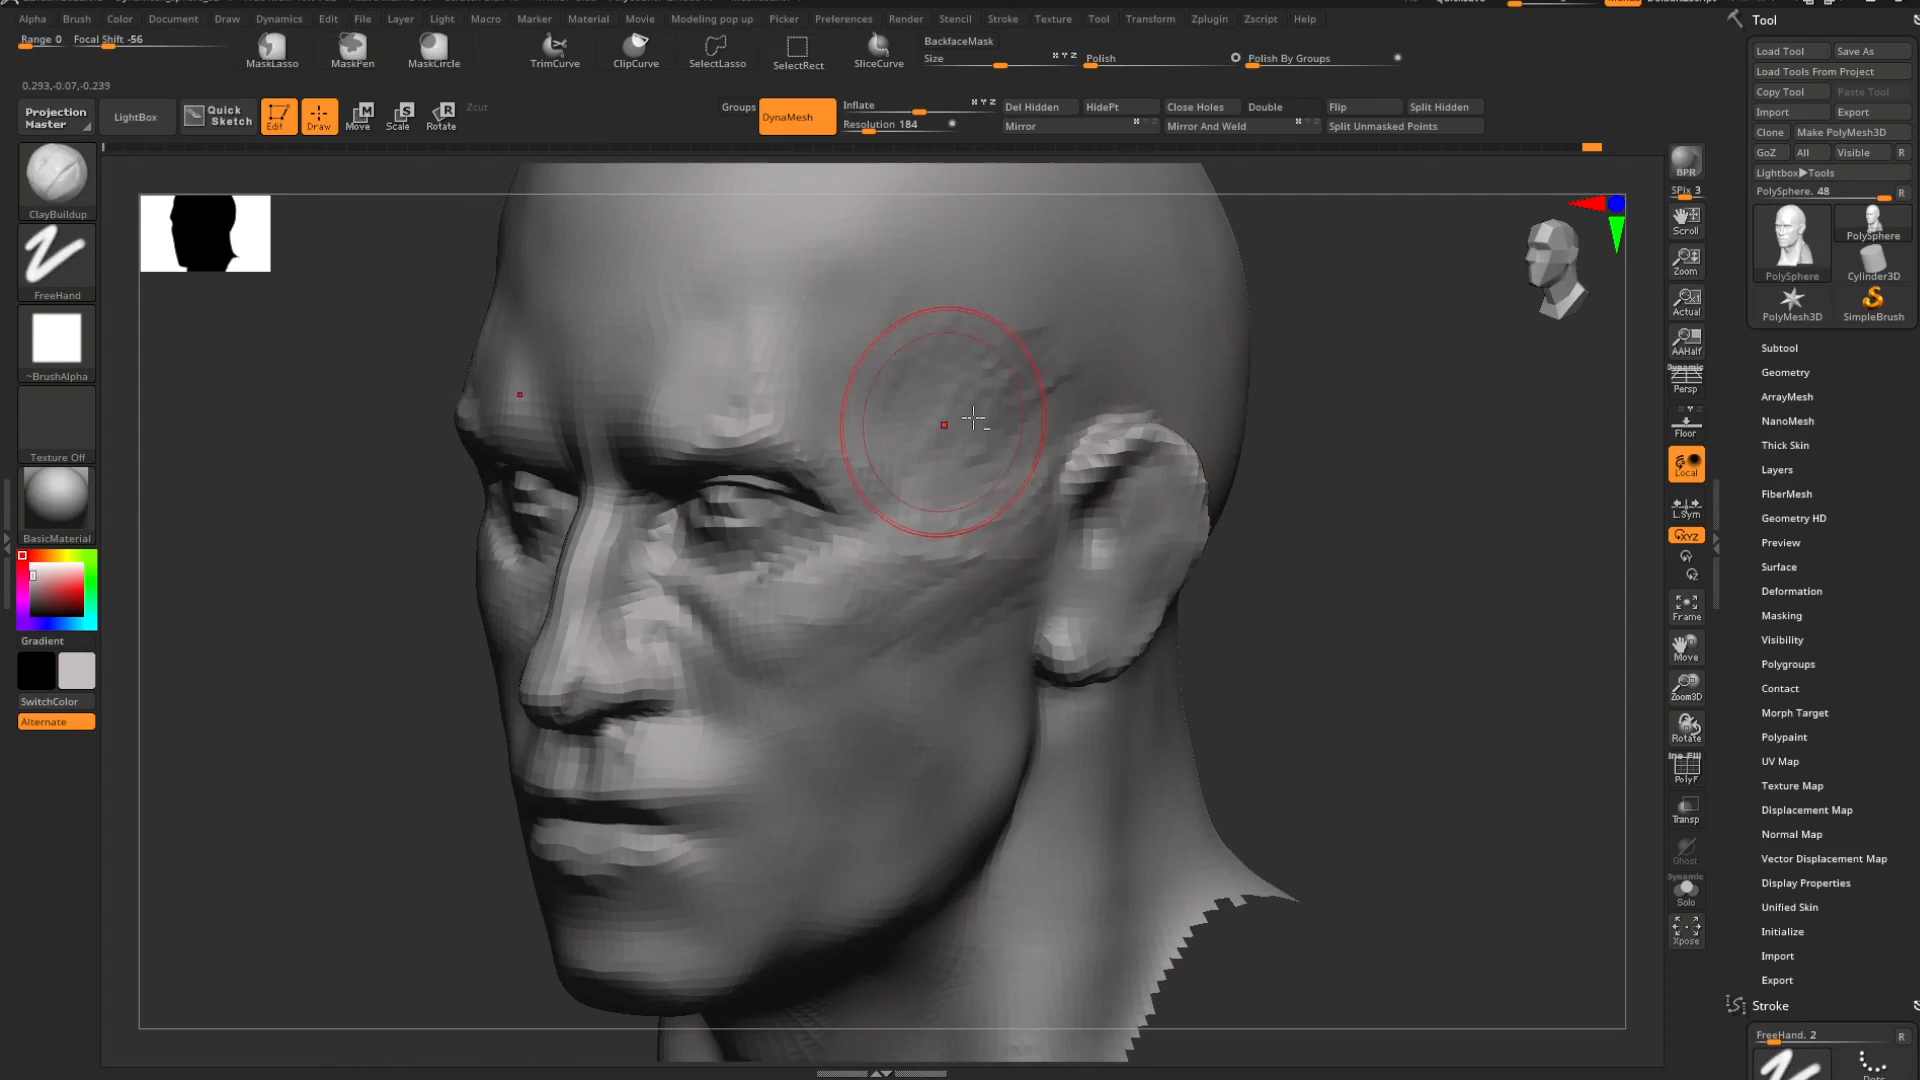 Alpha Brush Color Document Draw Dynamics Edit File Layer Light Macro Marker Material Movie Modeling pop up Picker Preferences Render Stencil Stroke Texture Tool Transform Zplugin Zscript Help
Range 0 Focal Shift -56
MaskLasso MaskPen MaskCircle TrimCurve ClipCurve SelectLasso SelectRect SliceCurve
BackfaceMask
Size Polish Polish By Groups
0.293,-0.07,-0.239
Projection Master
LightBox
Quick Sketch
Edit Draw Move Scale Rotate
Zcut
Groups DynaMesh
Inflate
Resolution 184
Del Hidden HidePt Close Holes Double Flip Split Hidden
Mirror Mirror And Weld Split Unmasked Points
ClayBuildup
FreeHand
~BrushAlpha
Texture Off
BasicMaterial
Gradient
SwitchColor
Alternate
BPR
SPix 3
Scroll
Zoom
Actual
AAHalf
Dynamic
Persp
Floor
Local
L.Sym
XYZ
Y
Z
Frame
Move
Zoom3D
Rotate
Line Fill
PolyF
Transp
Ghost
Dynamic
Solo
Xpose
Tool
Load Tool Save As
Load Tools From Project
Copy Tool Paste Tool
Import Export
Clone Make PolyMesh3D
GoZ All Visible R
Lightbox▶Tools
PolySphere. 48 R
PolySphere PolySphere
Cylinder3D
PolyMesh3D SimpleBrush
Subtool
Geometry
ArrayMesh
NanoMesh
Thick Skin
Layers
FiberMesh
Geometry HD
Preview
Surface
Deformation
Masking
Visibility
Polygroups
Contact
Morph Target
Polypaint
UV Map
Texture Map
Displacement Map
Normal Map
Vector Displacement Map
Display Properties
Unified Skin
Initialize
Import
Export
Stroke
FreeHand. 2 R